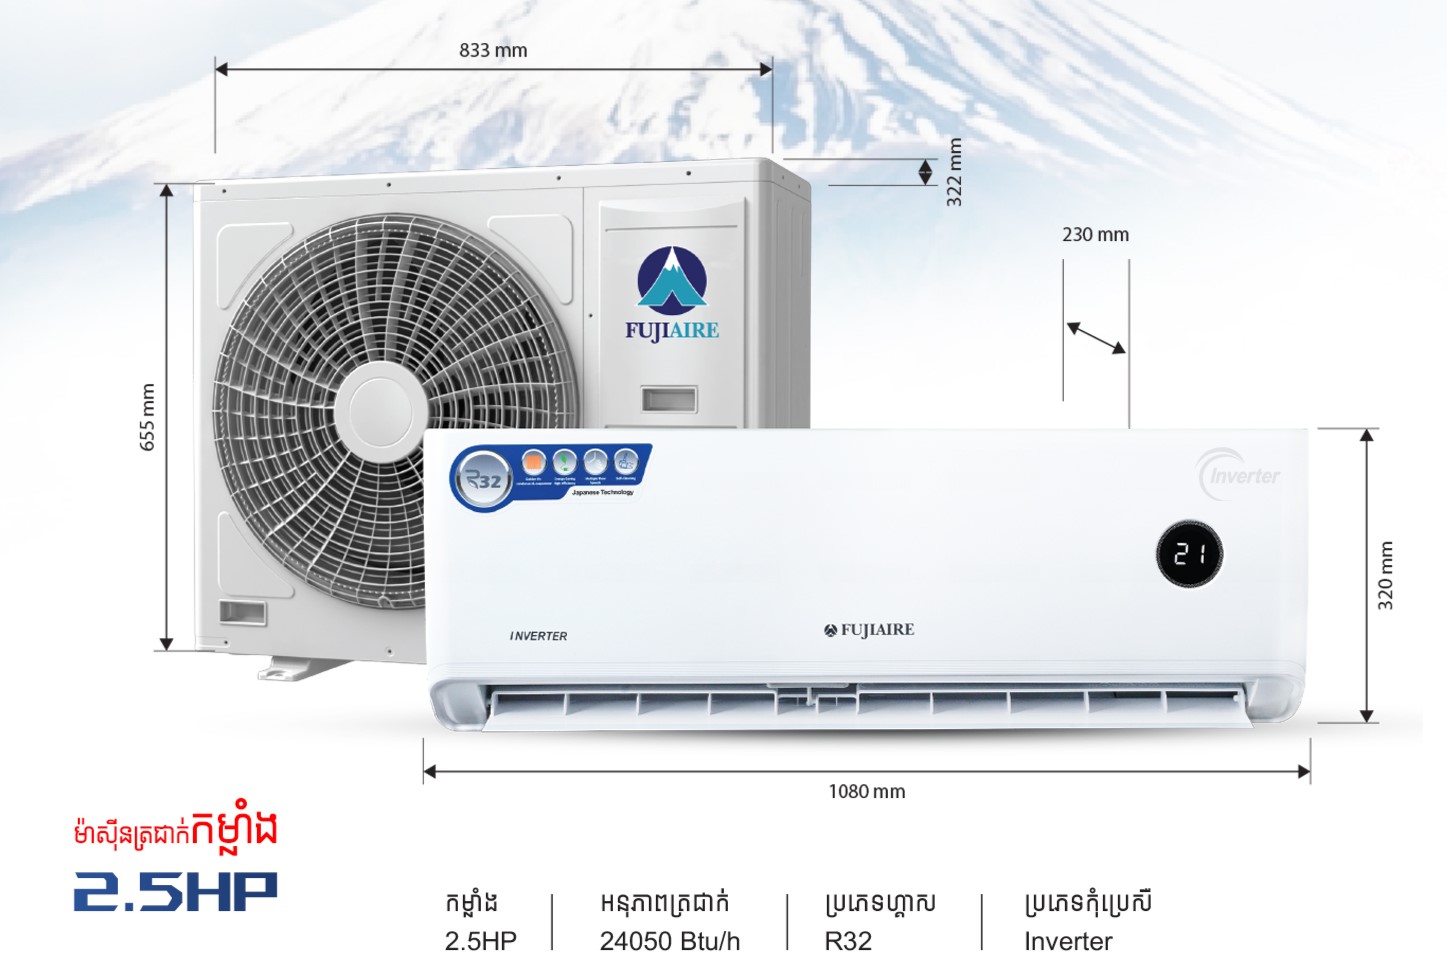 833 mm
322 mm
230 mm
655 mm
FUJIAIRE
R32
Japanese Technology
Inverter
21
320 mm
INVERTER
FUJIAIRE
1080 mm
ម៉ាស៊ីនត្រជាក់កម្លាំង
2.5HP
កម្លាំង
2.5HP
អនុភាពត្រជាក់
24050 Btu/h
ប្រភេទហ្គាស
R32
ប្រភេទកុំប្រេស័រ
Inverter